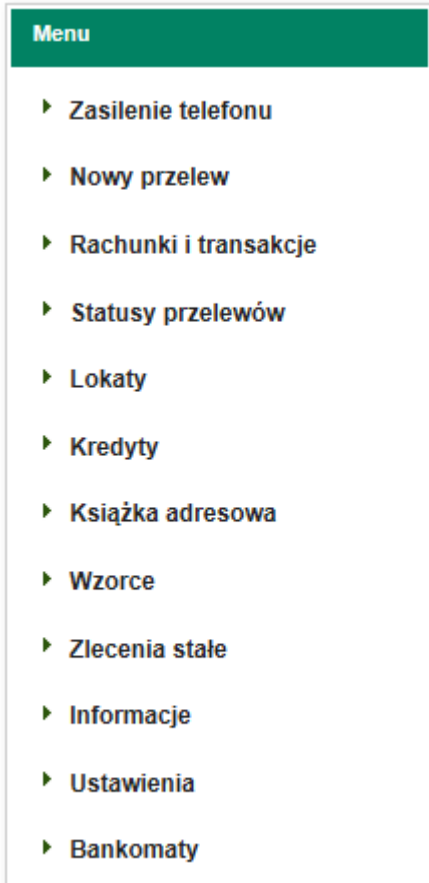 Menu
Zasilenie telefonu
Nowy przelew
Rachunki i transakcje
Statusy przelewów
Lokaty
Kredyty
Książka adresowa
Wzorce
Zlecenia stałe
Informacje
Ustawienia
Bankomaty